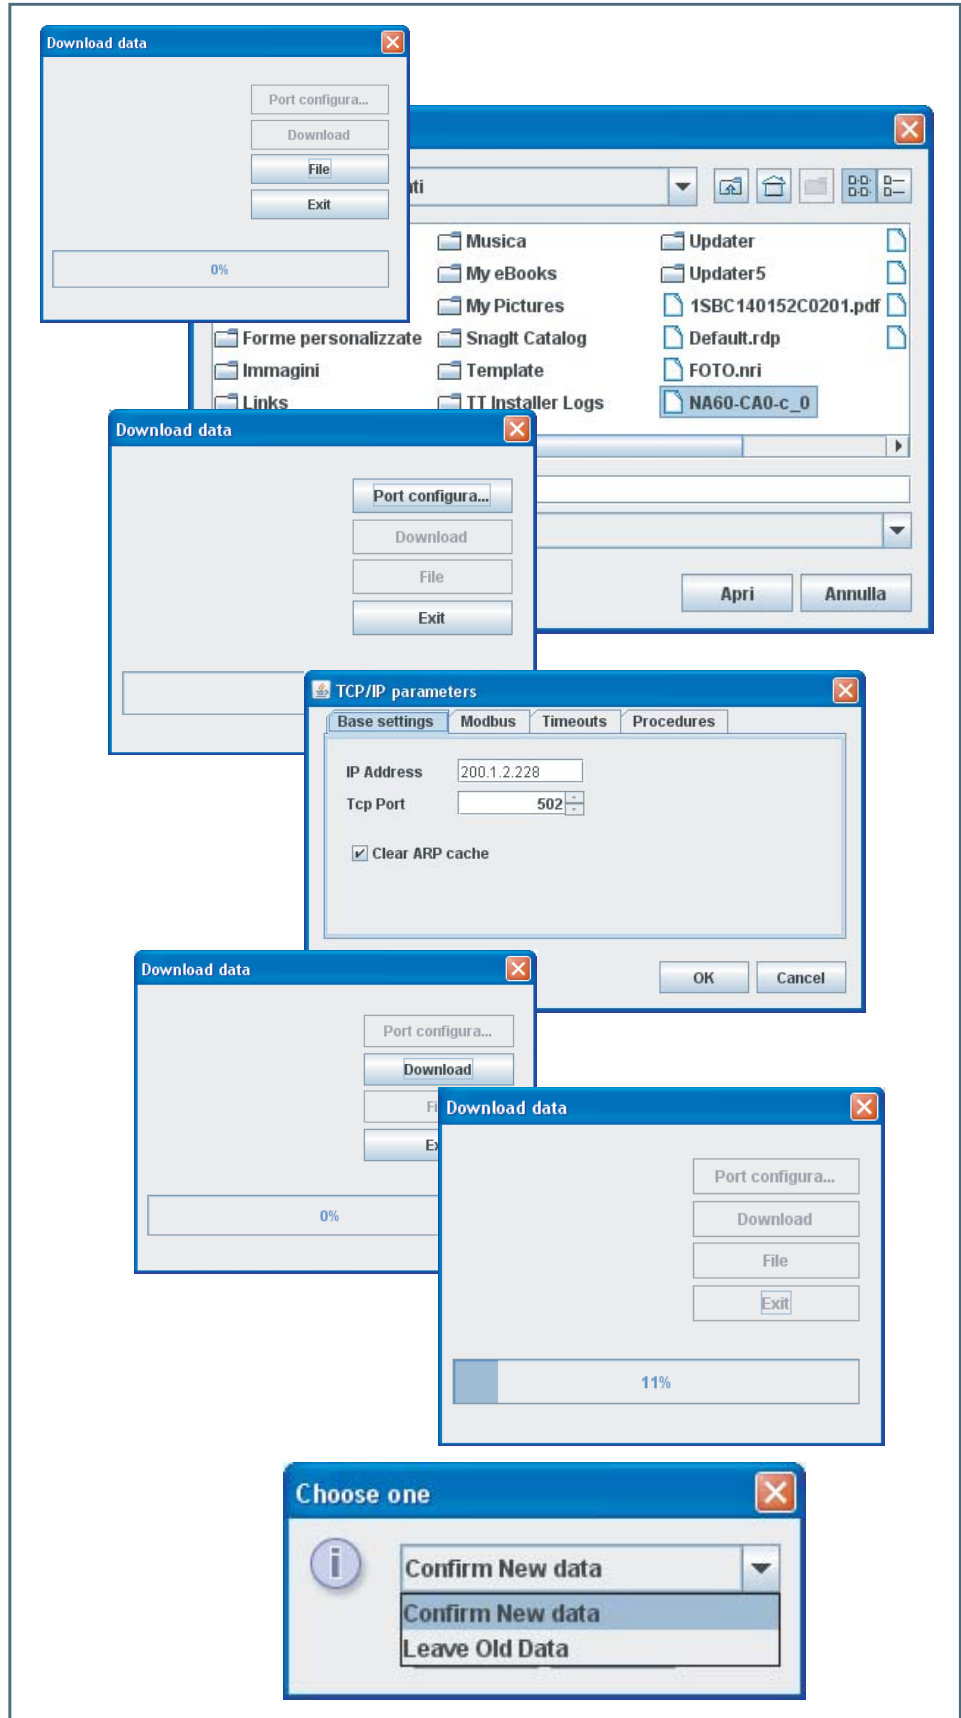 Download data
Port configura...
Download
File
Exit
0%
Musica
Updater
My eBooks
Updater5
My Pictures
1SBC140152C0201.pdf
Forme personalizzate
SnagIt Catalog
Default.rdp
Immagini
Template
FOTO.nri
Links
TT Installer Logs
NA60-CA0-c_0
Apri
Annulla
Download data
Port configura...
Download
File
Exit
TCP/IP parameters
Base settings
Modbus
Timeouts
Procedures
IP Address
200.1.2.228
Tcp Port
502
Clear ARP cache
OK
Cancel
Download data
Port configura...
Download
0%
Download data
Port configura...
Download
File
Exit
11%
Choose one
Confirm New data
Confirm New data
Leave Old Data